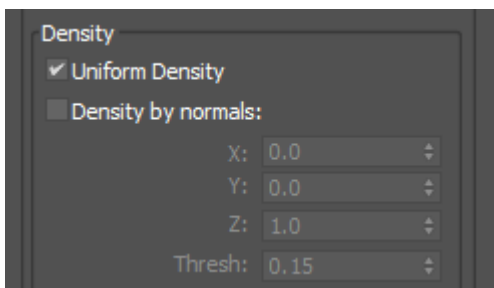 Density
Uniform Density
Density by normals:
X: 0.0
Y: 0.0
Z: 1.0
Thresh: 0.15